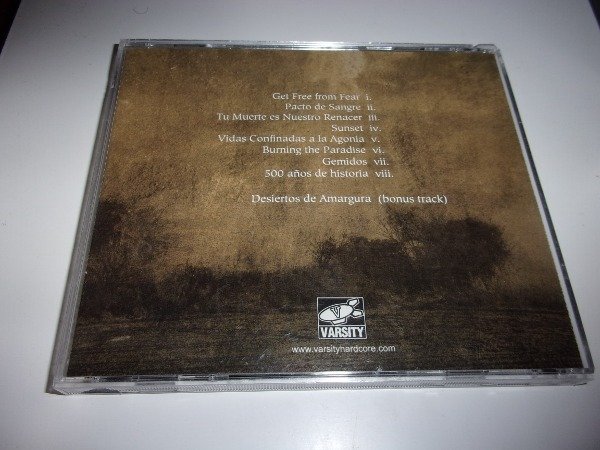 Get Free from Fear i.
Pacto de Sangre ii.
Tu Muerte es Nuestro Renacer iii.
Sunset iv.
Vidas Confinadas a la Agonia v.
Burning the Paradise vi.
Gemidos vii.
500 años de historia viii.
Desiertos de Amargura (bonus track)
V
VARSITY
www.varsityhardcore.com